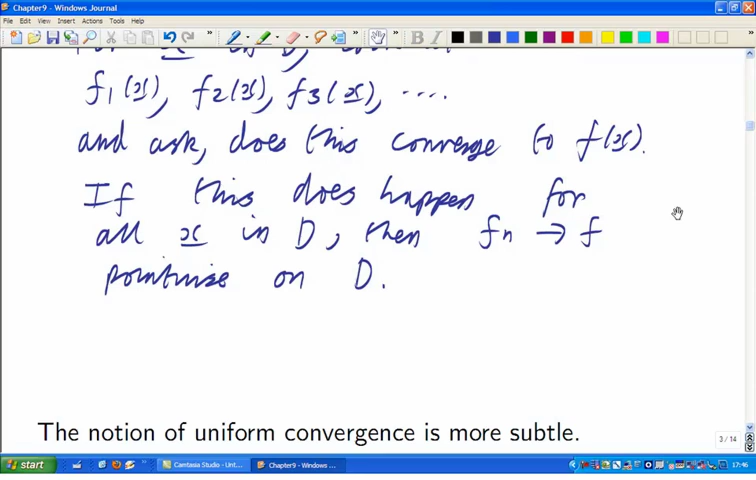 Chapter9 - Windows Journal
File Edit View Insert Actions Tools Help
f1(x), f2(x), f3(x), ....
and ask, does this converge to f(x).
If this does happen for
all x in D, then fn → f
pointwise on D.
The notion of uniform convergence is more subtle.
3 / 14
start Camtasia Studio - Unt... Chapter9 - Windows J... 17:46